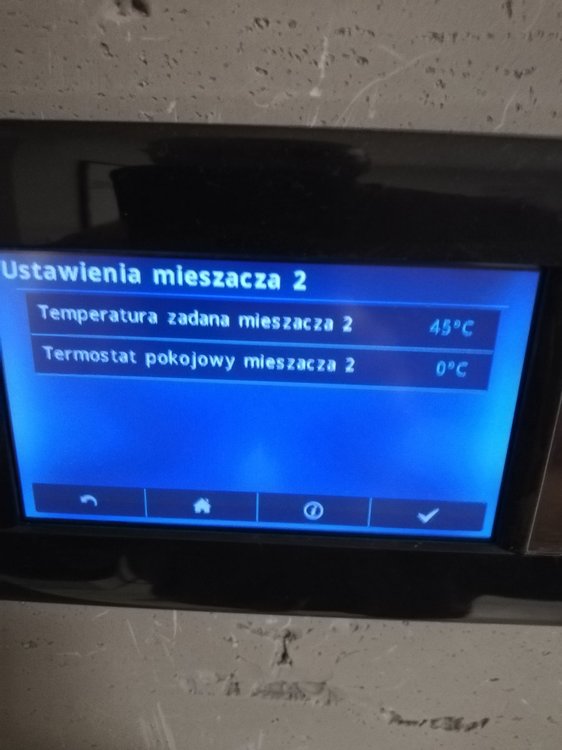 Ustawienia mieszacza 2
Temperatura zadana mieszacza 2 45°C
Termostat pokojowy mieszacza 2 0°C